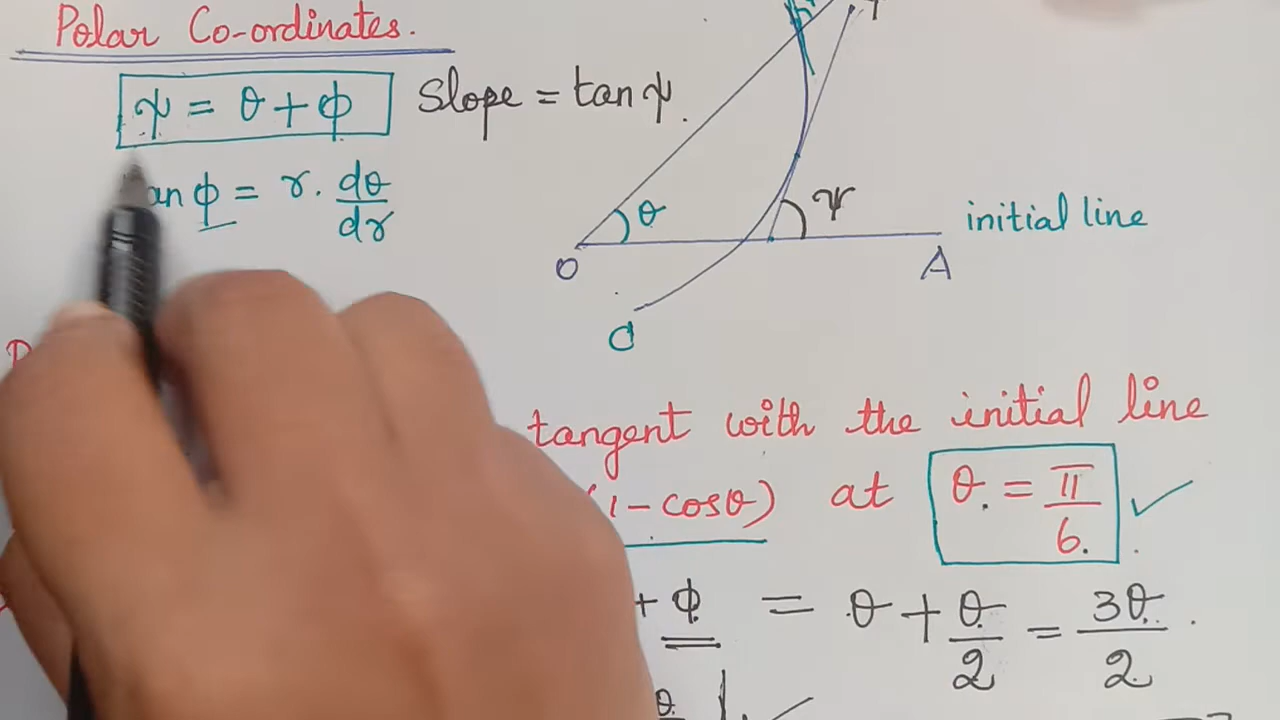 Polar Co-ordinates.
ψ = θ + ϕ Slope = tan ψ.
tan ϕ = r. dθ/dr
θ
ψ
initial line
O
A
C
tangent with the initial line
(1 - cosθ) at θ = π/6.
+ ϕ = θ + θ/2 = 3θ/2.